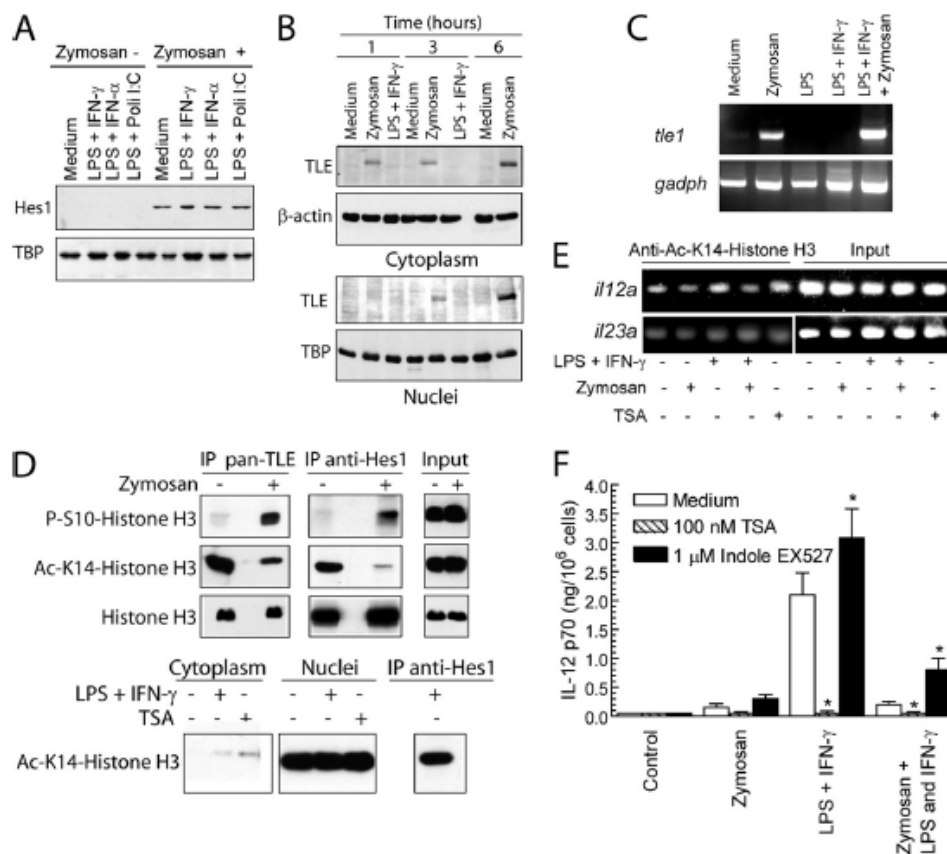 A
Zymosan - Zymosan +
Medium
LPS + IFN-γ
LPS + IFN-α
LPS + Poli I:C
Medium
LPS + IFN-γ
LPS + IFN-α
LPS + Poli I:C
Hes1
TBP
B
Time (hours)
1 3 6
Medium
Zymosan
LPS + IFN-γ
Medium
Zymosan
LPS + IFN-γ
Medium
Zymosan
TLE
β-actin
Cytoplasm
TLE
TBP
Nuclei
C
Medium
Zymosan
LPS
LPS + IFN-γ
LPS + IFN-γ
+ Zymosan
tle1
gadph
E
Anti-Ac-K14-Histone H3 Input
il12a
il23a
LPS + IFN-γ - - + + - - - + + -
Zymosan - + - + - - + - + -
TSA - - - - + - - - - +
D
IP pan-TLE IP anti-Hes1 Input
Zymosan - + - + - +
P-S10-Histone H3
Ac-K14-Histone H3
Histone H3
Cytoplasm Nuclei IP anti-Hes1
LPS + IFN-γ - + - - + - +
TSA - - + - - + -
Ac-K14-Histone H3
F
IL-12 p70 (ng/10⁶ cells)
4.0
3.5
3.0
2.5
2.0
1.5
1.0
0.5
0.0
Medium
100 nM TSA
1 μM Indole EX527
*
*
*
*
Control
Zymosan
LPS + IFN-γ
Zymosan +
LPS and IFN-γ